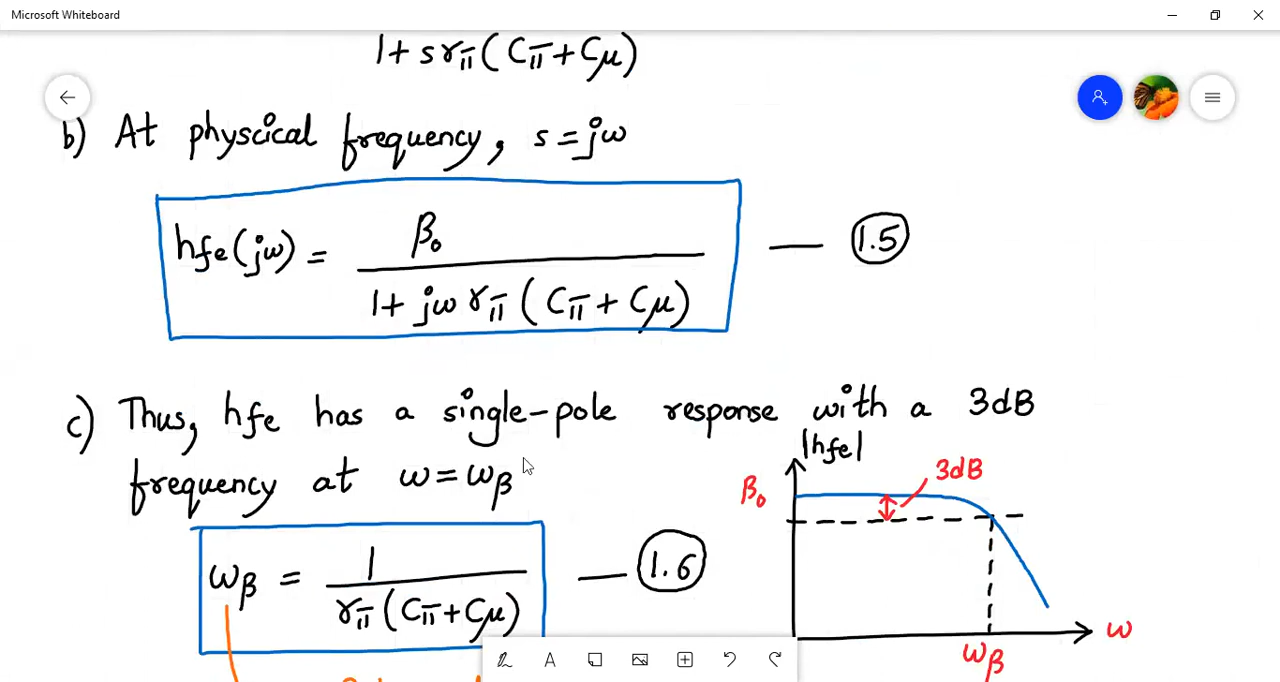 Microsoft Whiteboard
1 + s rπ (Cπ + Cμ)
b) At physcical frequency, s = jω
hfe(jω) = β₀ / 1 + jω rπ (Cπ + Cμ) — 1.5
c) Thus, hfe has a single-pole response with a 3dB
frequency at ω = ωβ
|hfe|
3dB
β₀
ωβ = 1 / rπ (Cπ + Cμ) — 1.6
ω
ωβ